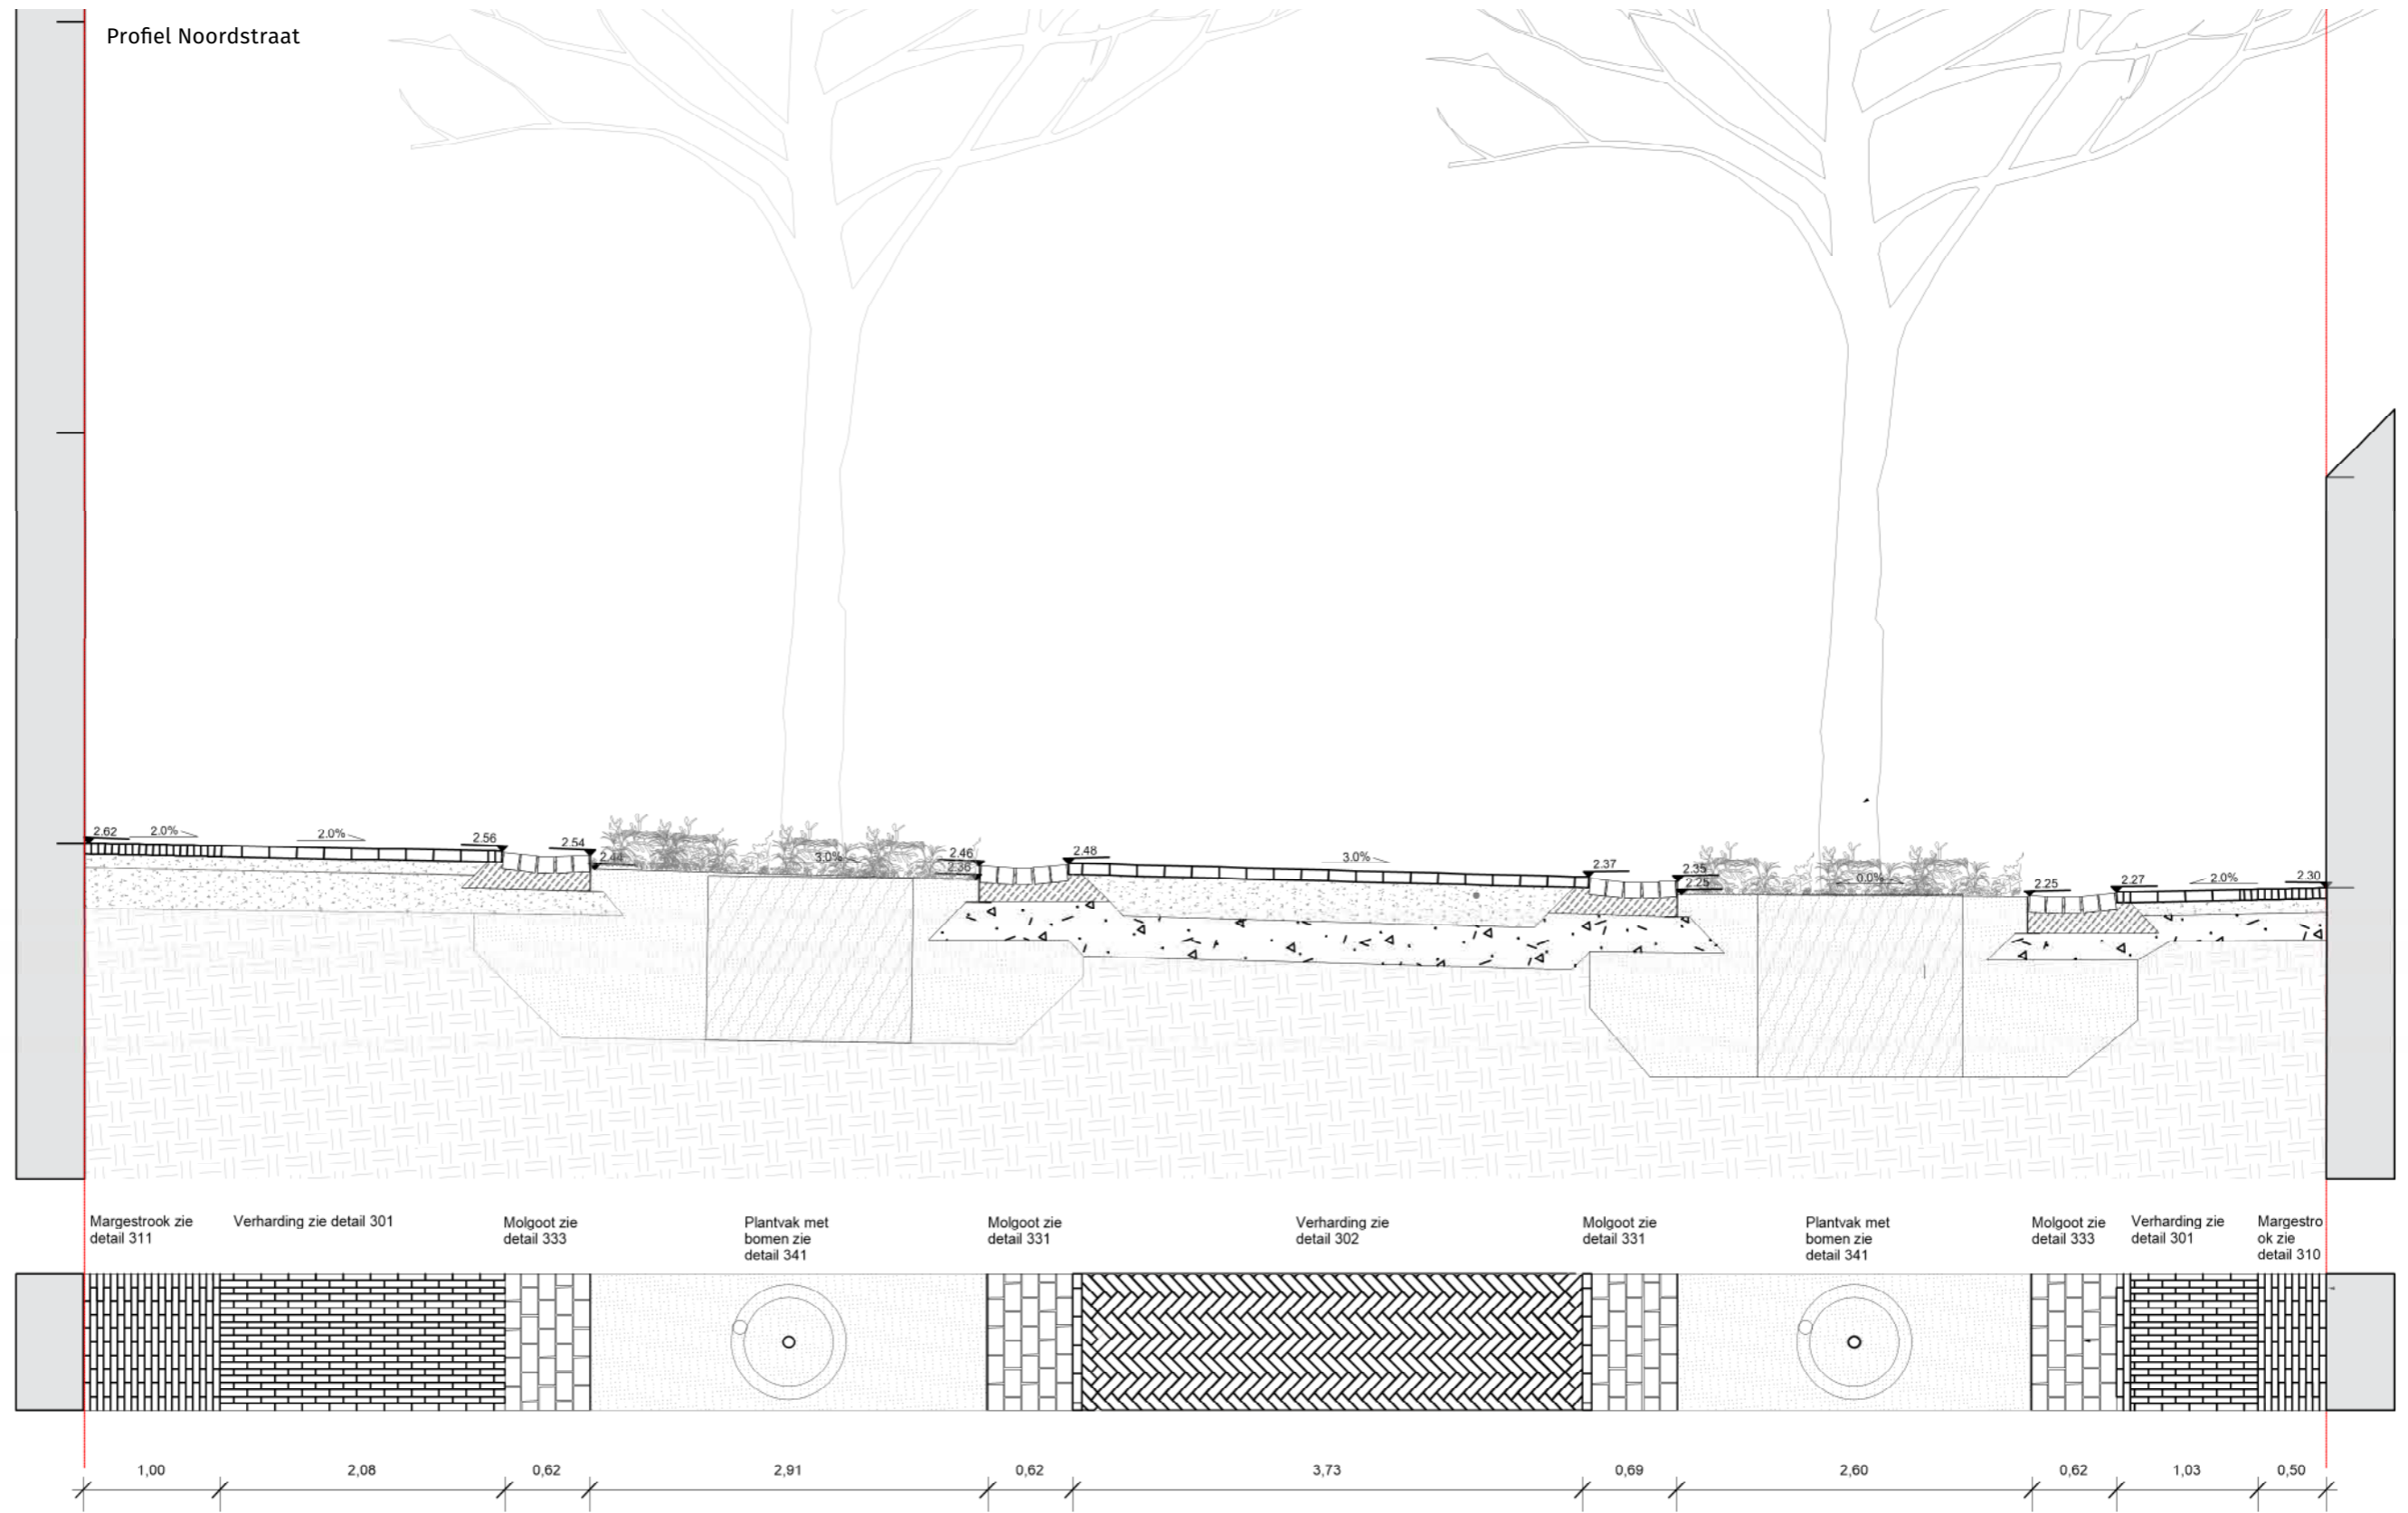 Profiel Noordstraat
2.62
2.0%
2.0%
2.56
2.54
2.44
3.0%
2.46
2.38
2.48
3.0%
2.37
2.35
2.25
0.0%
2.25
2.27
2.0%
2.30
Margestrook zie
detail 311
Verharding zie detail 301
Molgoot zie
detail 333
Plantvak met
bomen zie
detail 341
Molgoot zie
detail 331
Verharding zie
detail 302
Molgoot zie
detail 331
Plantvak met
bomen zie
detail 341
Molgoot zie
detail 333
Verharding zie
detail 301
Margestro
ok zie
detail 310
1,00
2,08
0,62
2,91
0,62
3,73
0,69
2,60
0,62
1,03
0,50